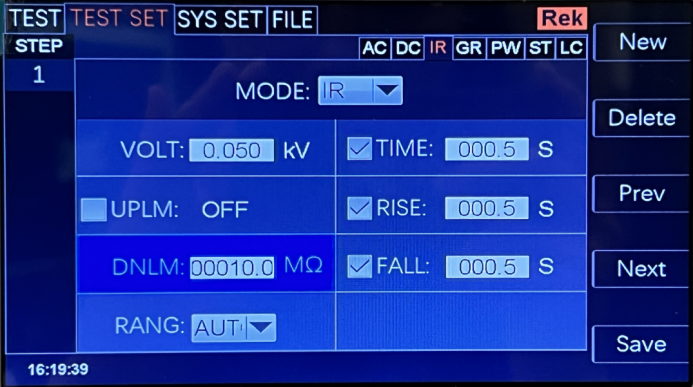 TEST TEST SET SYS SET FILE Rek
STEP AC DC IR GR PW ST LC New
1
MODE: IR
Delete
VOLT: 0.050 kV TIME: 000.5 S
UPLM: OFF RISE: 000.5 S Prev
DNLM: 00010.0 MΩ FALL: 000.5 S Next
RANG: AUT
Save
16:19:39